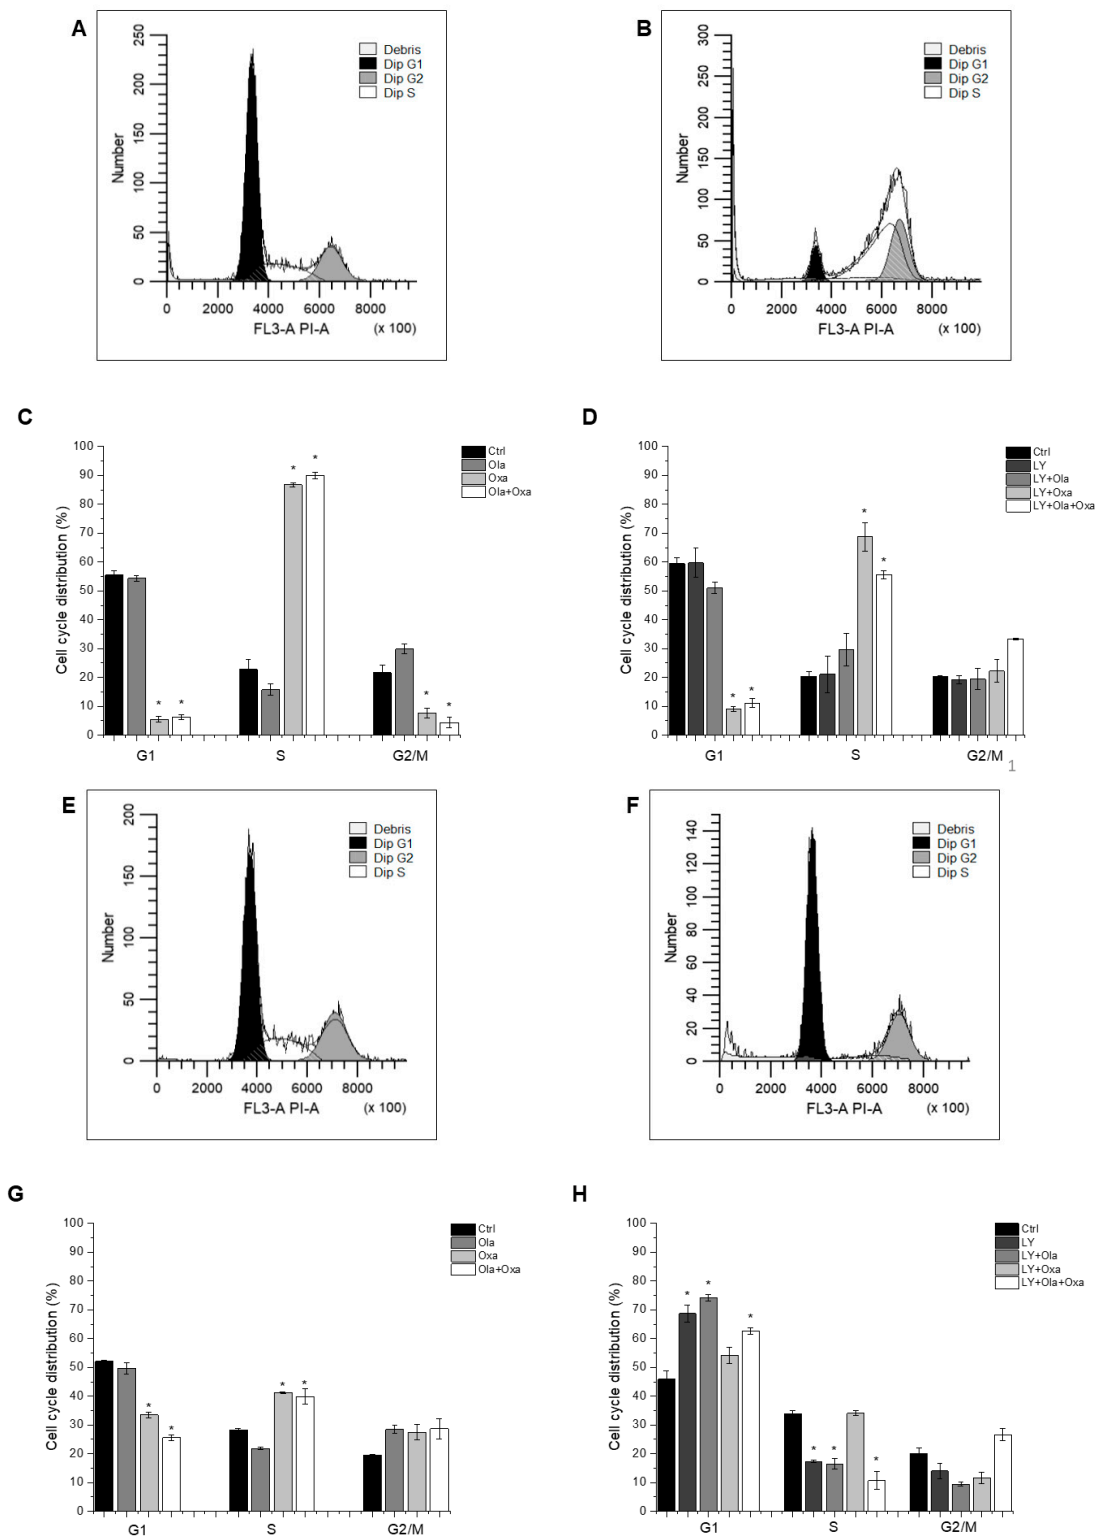 A
250
200
150
100
50
0
Number
Debris
Dip G1
Dip G2
Dip S
0 2000 4000 6000 8000
FL3-A PI-A (x 100)
B
300
250
200
150
100
50
0
Number
Debris
Dip G1
Dip G2
Dip S
0 2000 4000 6000 8000
FL3-A PI-A (x 100)
C
100
90
80
70
60
50
40
30
20
10
0
Cell cycle distribution (%)
Ctrl
Ola
Oxa
Ola+Oxa
* *
* *
* *
G1 S G2/M
D
100
90
80
70
60
50
40
30
20
10
0
Cell cycle distribution (%)
Ctrl
LY
LY+Ola
LY+Oxa
LY+Ola+Oxa
* *
* *
G1 S G2/M
1
E
200
150
100
50
0
Number
Debris
Dip G1
Dip G2
Dip S
0 2000 4000 6000 8000
FL3-A PI-A (x 100)
F
140
120
100
80
60
40
20
0
Number
Debris
Dip G1
Dip G2
Dip S
0 2000 4000 6000 8000
FL3-A PI-A (x 100)
G
100
90
80
70
60
50
40
30
20
10
0
Cell cycle distribution (%)
Ctrl
Ola
Oxa
Ola+Oxa
* *
* *
G1 S G2/M
H
100
90
80
70
60
50
40
30
20
10
0
Cell cycle distribution (%)
Ctrl
LY
LY+Ola
LY+Oxa
LY+Ola+Oxa
* * *
* * *
G1 S G2/M